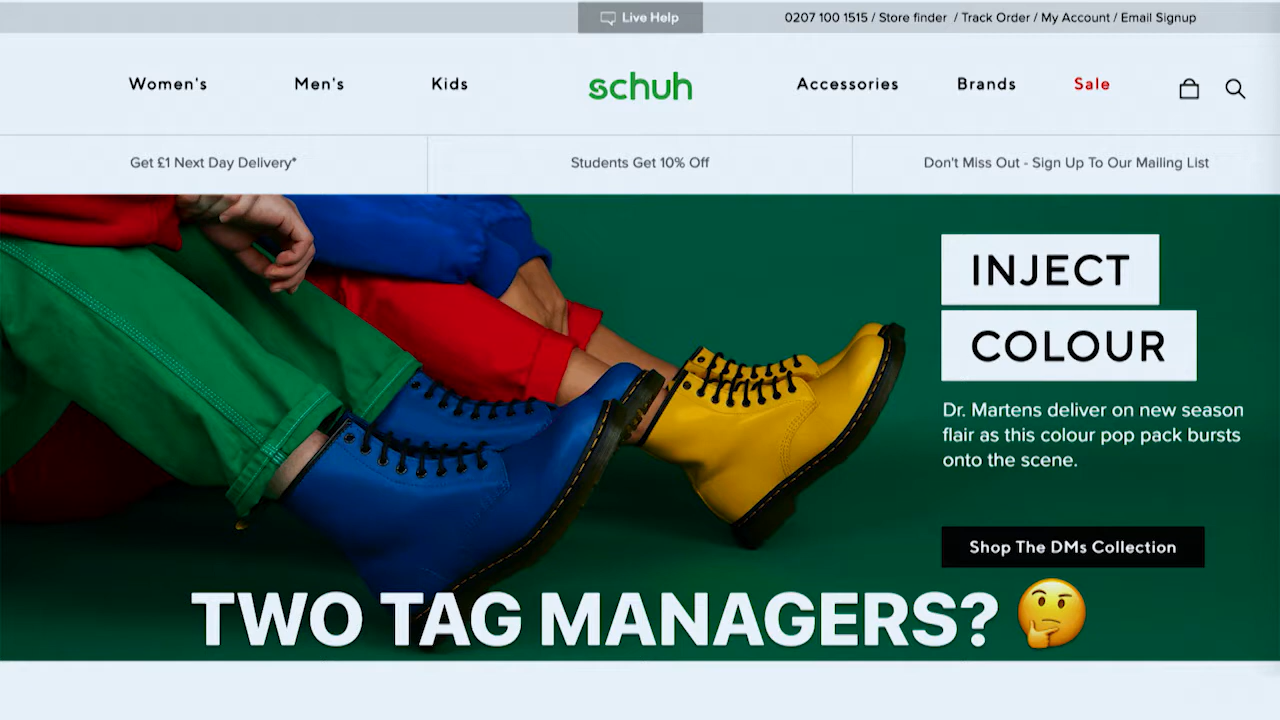 Live Help
0207 100 1515 / Store finder / Track Order / My Account / Email Signup
Women's
Men's
Kids
schuh
Accessories
Brands
Sale
Get £1 Next Day Delivery*
Students Get 10% Off
Don't Miss Out - Sign Up To Our Mailing List
INJECT
COLOUR
Dr. Martens deliver on new season
flair as this colour pop pack bursts
onto the scene.
Shop The DMs Collection
TWO TAG MANAGERS? 🤔